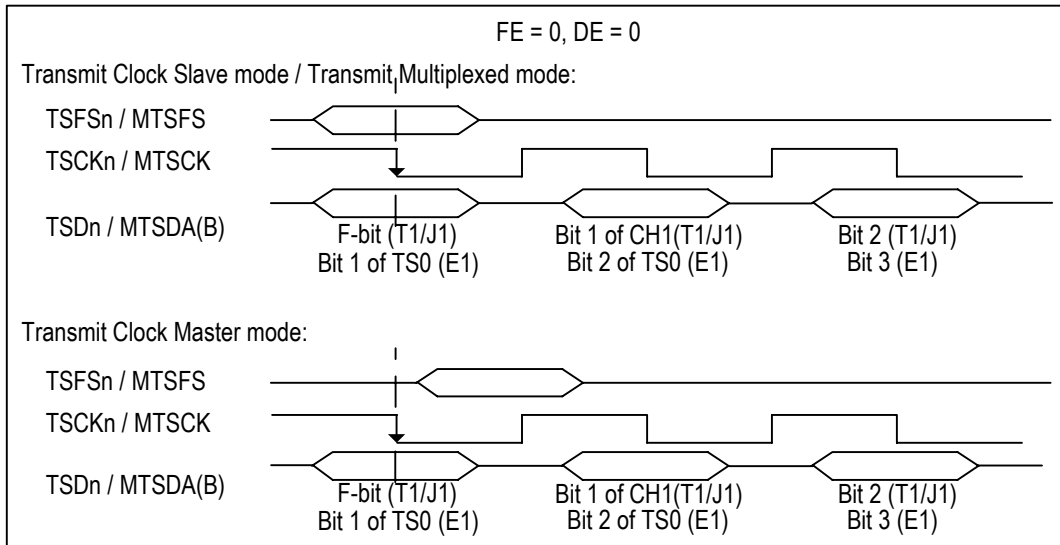 FE = 0, DE = 0
Transmit Clock Slave mode / Transmit Multiplexed mode:
TSFSn / MTSFS
TSCKn / MTSCK
TSDn / MTSDA(B)
F-bit (T1/J1)
Bit 1 of TS0 (E1)
Bit 1 of CH1(T1/J1)
Bit 2 of TS0 (E1)
Bit 2 (T1/J1)
Bit 3 (E1)
Transmit Clock Master mode:
TSFSn / MTSFS
TSCKn / MTSCK
TSDn / MTSDA(B)
F-bit (T1/J1)
Bit 1 of TS0 (E1)
Bit 1 of CH1(T1/J1)
Bit 2 of TS0 (E1)
Bit 2 (T1/J1)
Bit 3 (E1)